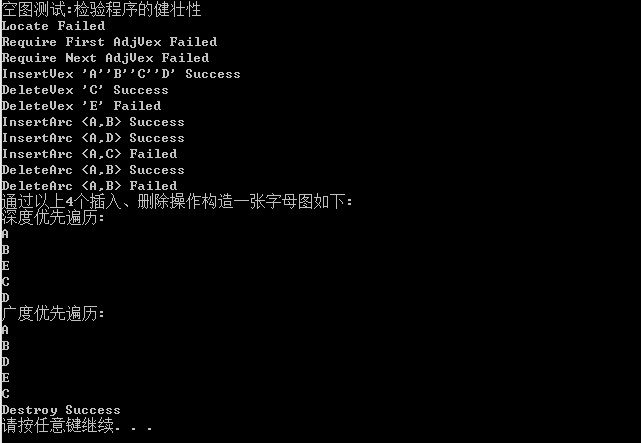 空图测试:检验程序的健壮性
Locate Failed
Require First AdjVex Failed
Require Next AdjVex Failed
InsertVex 'A''B''C''D' Success
DeleteVex 'C' Success
DeleteVex 'E' Failed
InsertArc <A,B> Success
InsertArc <A,D> Success
InsertArc <A,C> Failed
DeleteArc <A,B> Success
DeleteArc <A,B> Failed
通过以上4个插入、删除操作构造一张字母图如下:
深度优先遍历:
A
B
E
C
D
广度优先遍历:
A
B
D
E
C
Destroy Success
请按任意键继续. . .